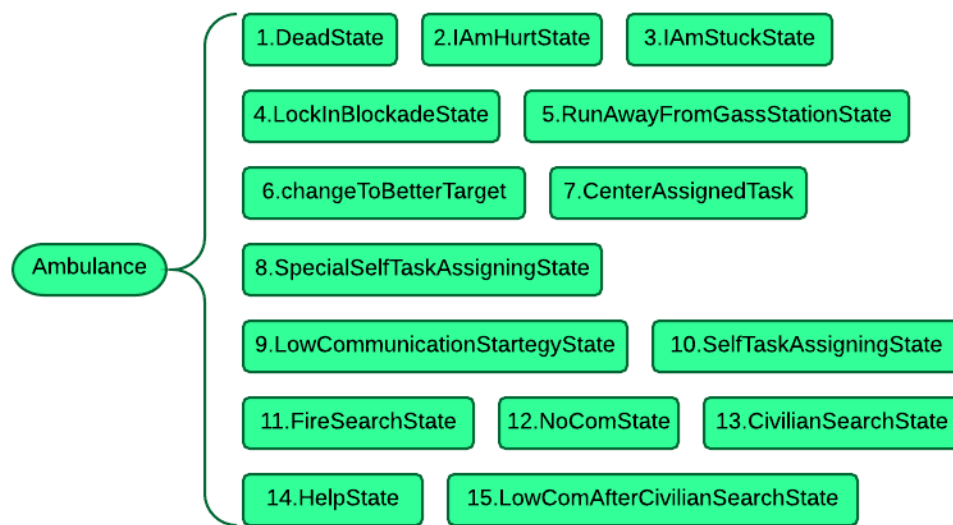 1.DeadState 2.IAmHurtState 3.IAmStuckState
4.LockInBlockadeState 5.RunAwayFromGassStationState
6.changeToBetterTarget 7.CenterAssignedTask
Ambulance
8.SpecialSelfTaskAssigningState
9.LowCommunicationStartegyState 10.SelfTaskAssigningState
11.FireSearchState 12.NoComState 13.CivilianSearchState
14.HelpState 15.LowComAfterCivilianSearchState